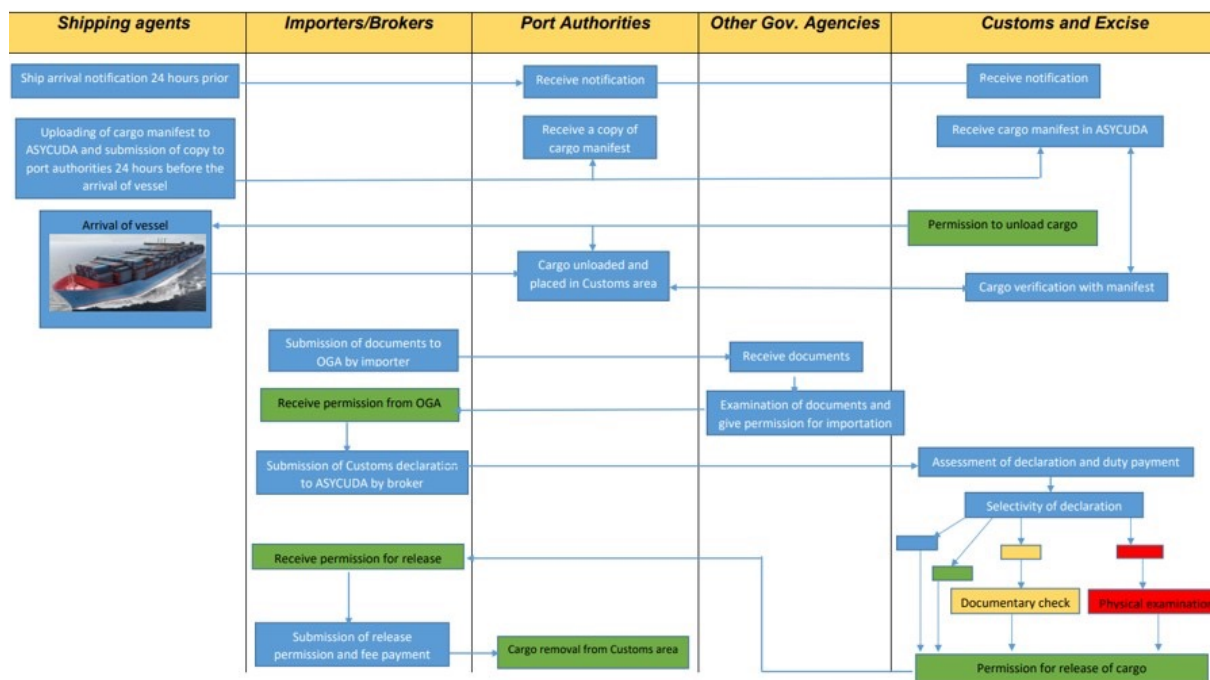 Shipping agents
Importers/Brokers
Port Authorities
Other Gov. Agencies
Customs and Excise
Ship arrival notification 24 hours prior
Receive notification
Receive notification
Uploading of cargo manifest to
ASYCUDA and submission of copy to
port authorities 24 hours before the
arrival of vessel
Receive a copy of
cargo manifest
Receive cargo manifest in ASYCUDA
Arrival of vessel
Permission to unload cargo
Cargo unloaded and
placed in Customs area
Cargo verification with manifest
Submission of documents to
OGA by importer
Receive documents
Receive permission from OGA
Examination of documents and
give permission for importation
Submission of Customs declaration
to ASYCUDA by broker
Assessment of declaration and duty payment
Selectivity of declaration
Receive permission for release
Documentary check
Physical examination
Submission of release
permission and fee payment
Cargo removal from Customs area
Permission for release of cargo